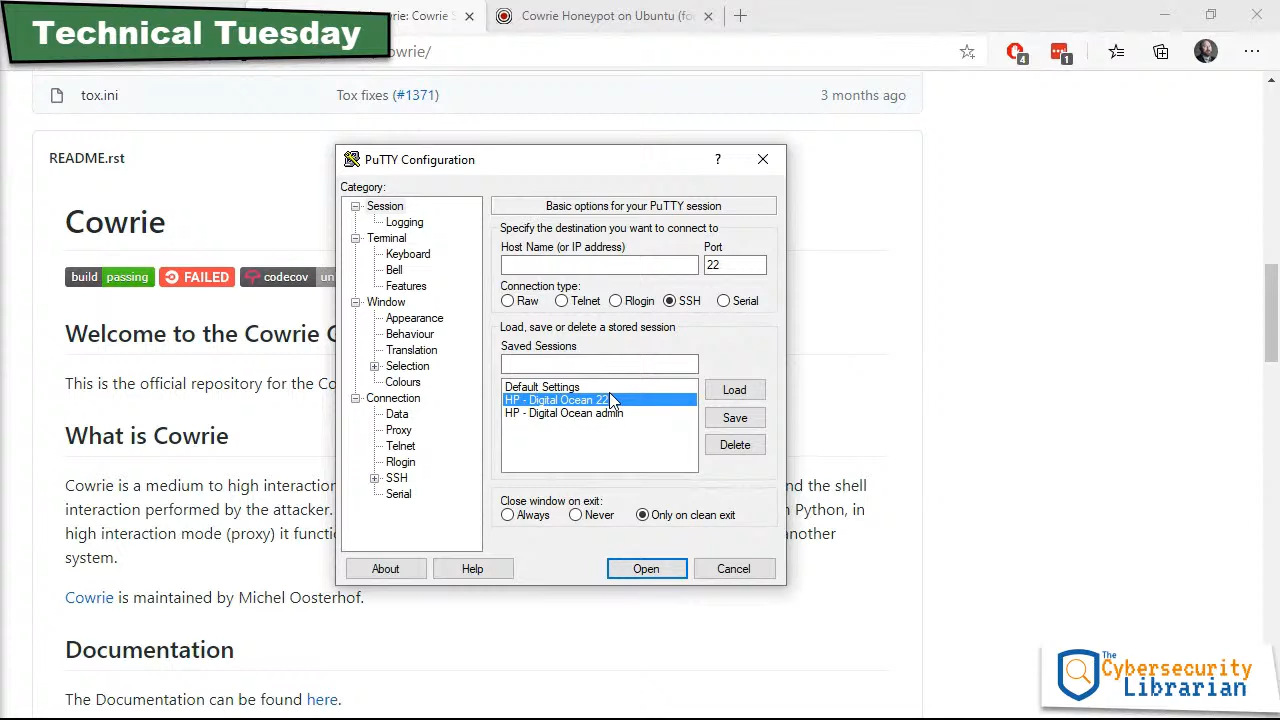 Technical Tuesday
: Cowrie S
Cowrie Honeypot on Ubuntu (for
owrie/
4
1
tox.ini
Tox fixes (#1371)
3 months ago
README.rst
Cowrie
build passing
FAILED
codecov
Welcome to the Cowrie
This is the official repository for the Co
What is Cowrie
Cowrie is a medium to high interaction
nd the shell
interaction performed by the attacker.
Python, in
high interaction mode (proxy) it functi
another
system.
Cowrie is maintained by Michel Oosterhof.
Documentation
The Documentation can be found here.
PuTTY Configuration
?
Category:
Session
Logging
Terminal
Keyboard
Bell
Features
Window
Appearance
Behaviour
Translation
Selection
Colours
Connection
Data
Proxy
Telnet
Rlogin
SSH
Serial
Basic options for your PuTTY session
Specify the destination you want to connect to
Host Name (or IP address)
Port
22
Connection type:
Raw
Telnet
Rlogin
SSH
Serial
Load, save or delete a stored session
Saved Sessions
Default Settings
HP - Digital Ocean 22
HP - Digital Ocean admin
Load
Save
Delete
Close window on exit:
Always
Never
Only on clean exit
About
Help
Open
Cancel
The
Cybersecurity
Librarian